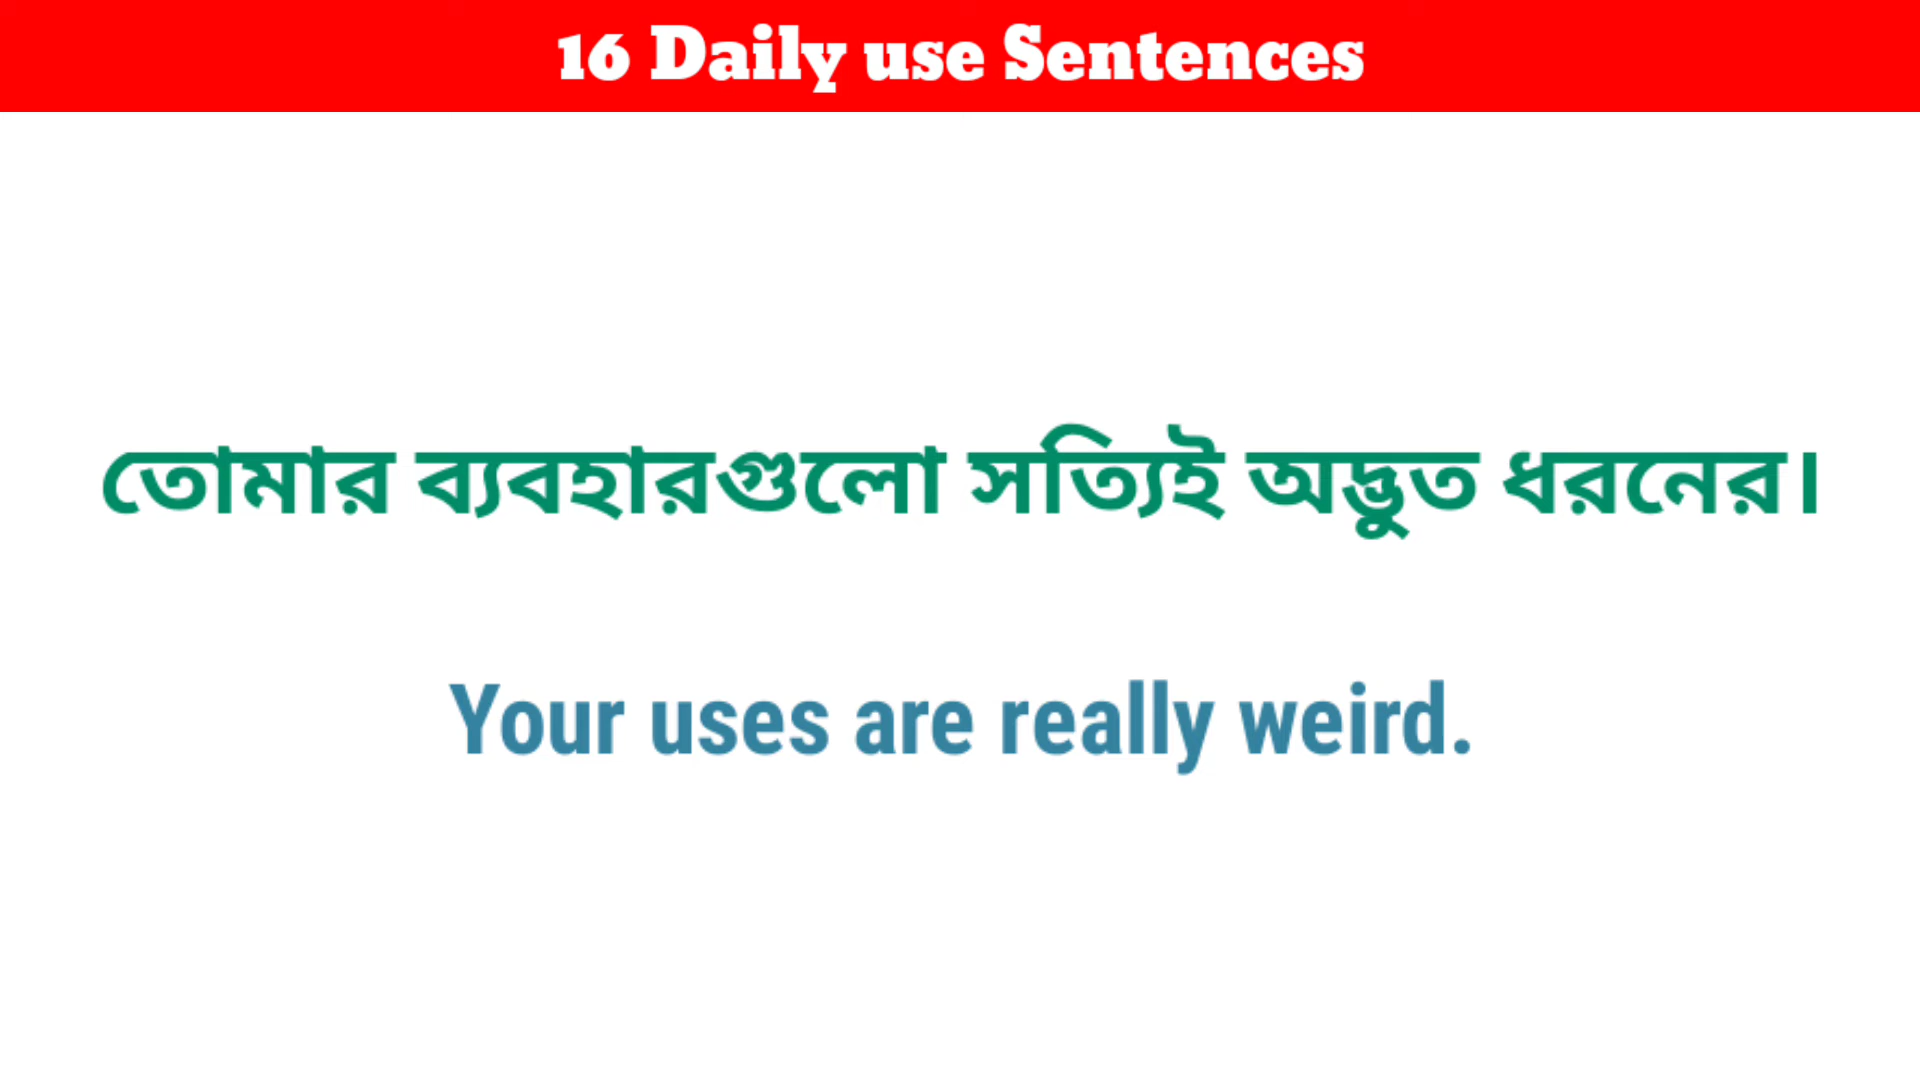 16 Daily use Sentences
তোমার ব্যবহারগুলো সত্যিই অদ্ভুত ধরনের।
Your uses are really weird.